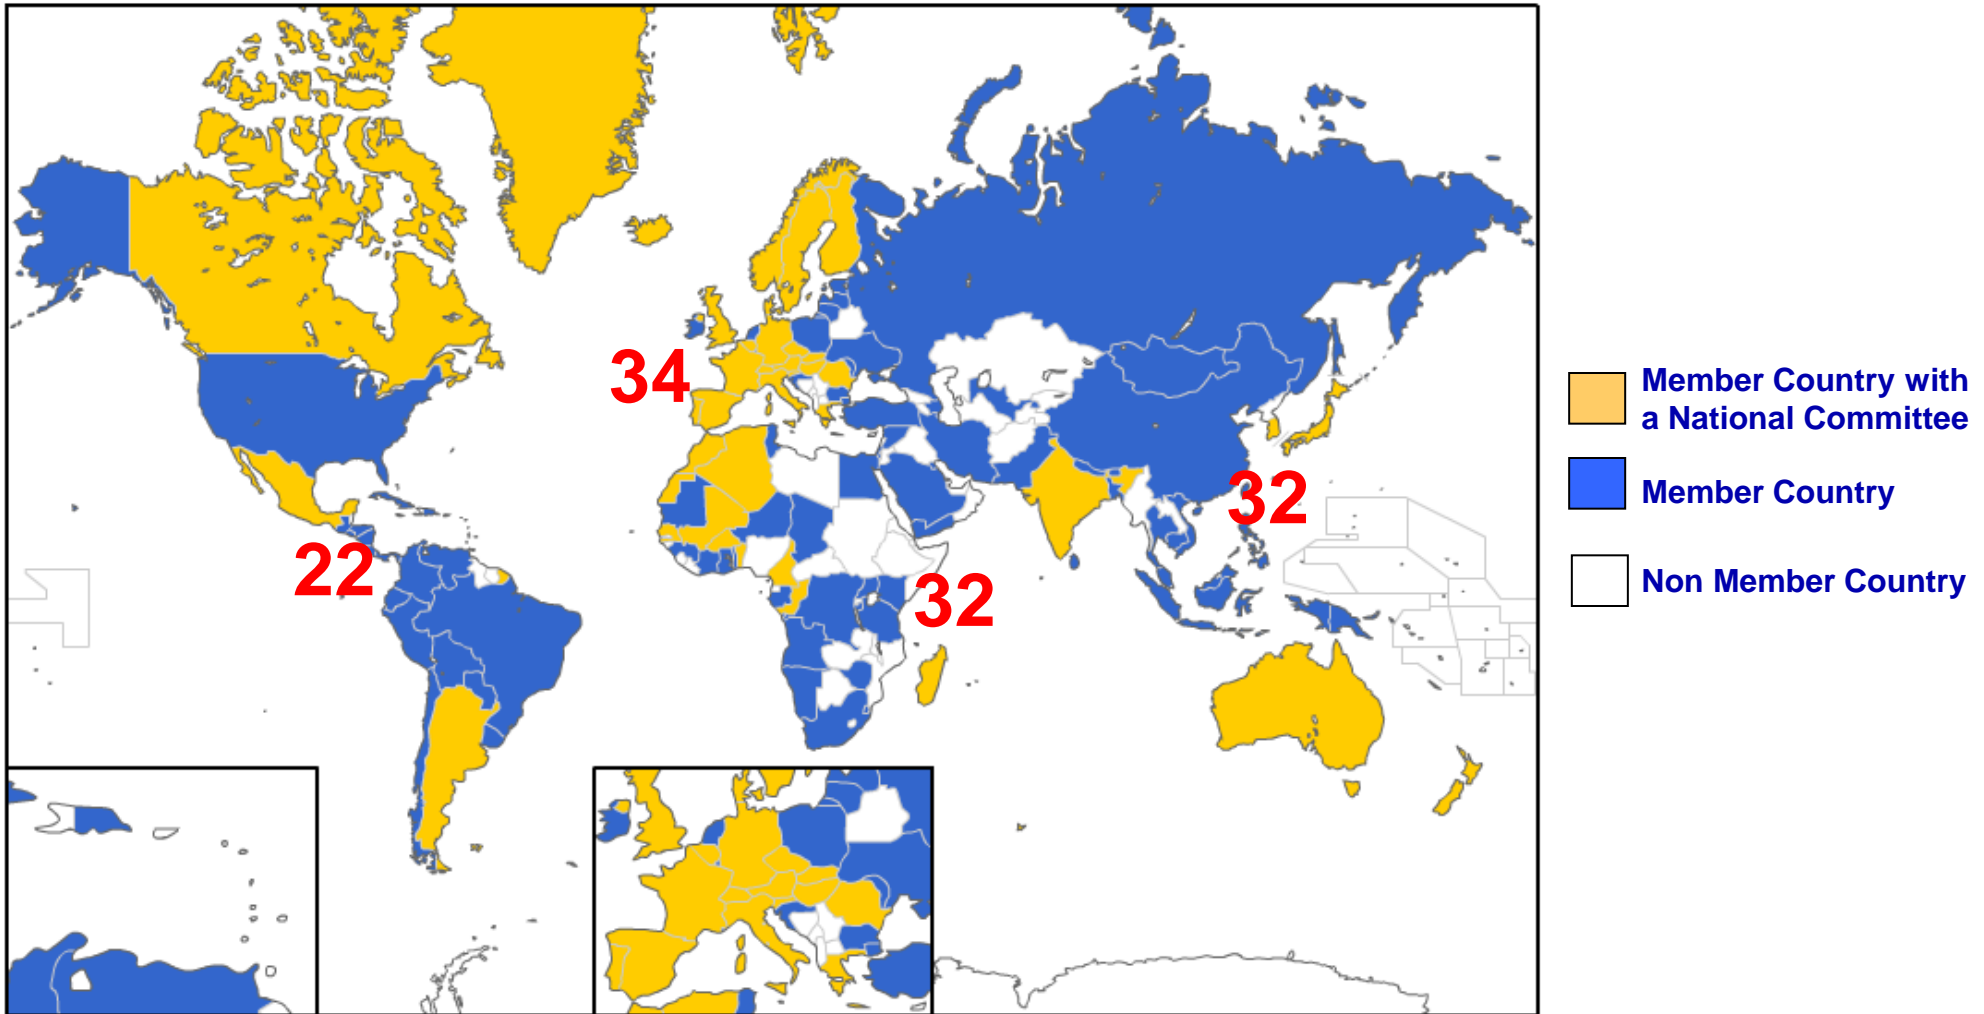 34
32
22
32
Member Country with
a National Committee
Member Country
Non Member Country